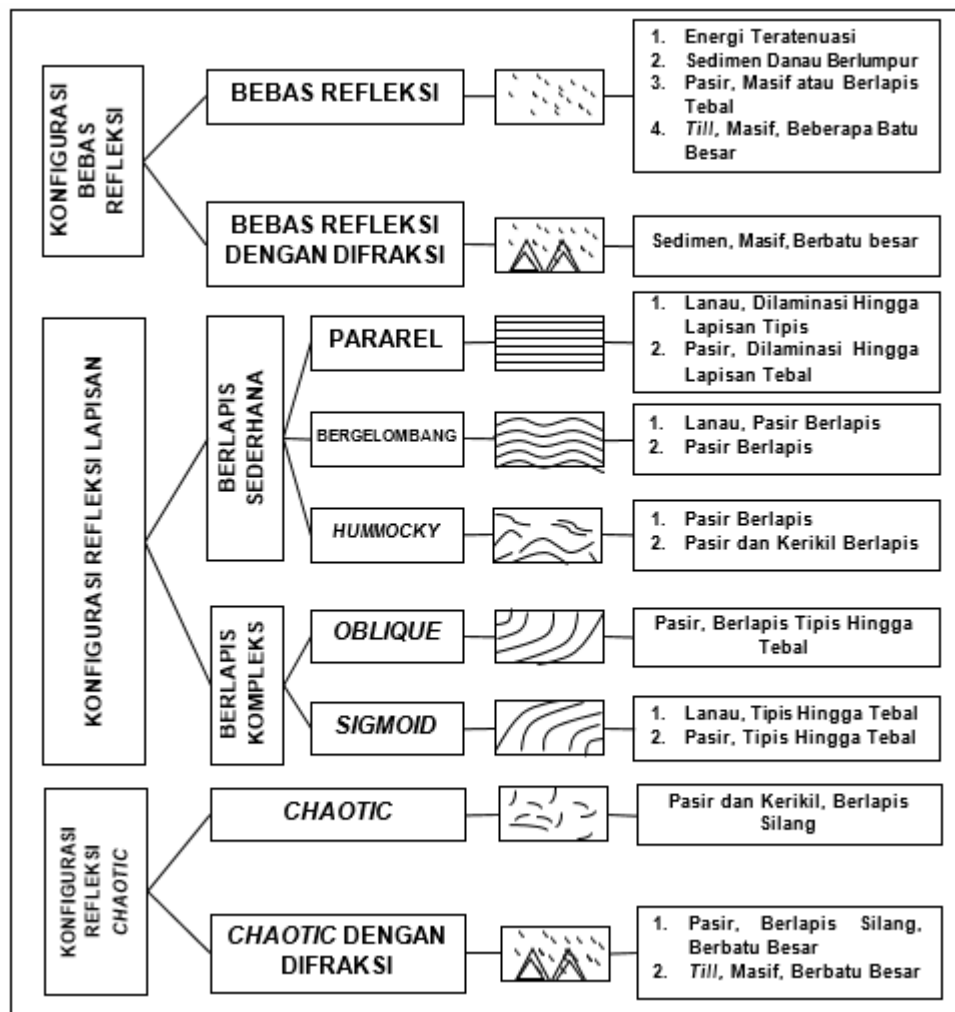 KONFIGURASI
BEBAS
REFLEKSI
BEBAS REFLEKSI
1. Energi Teratenuasi
2. Sedimen Danau Berlumpur
3. Pasir, Masif atau Berlapis
Tebal
4. Till, Masif, Beberapa Batu
Besar
BEBAS REFLEKSI
DENGAN DIFRAKSI
Sedimen, Masif, Berbatu besar
KONFIGURASI REFLEKSI LAPISAN
BERLAPIS
SEDERHANA
PARAREL
1. Lanau, Dilaminasi Hingga
Lapisan Tipis
2. Pasir, Dilaminasi Hingga
Lapisan Tebal
BERGELOMBANG
1. Lanau, Pasir Berlapis
2. Pasir Berlapis
HUMMOCKY
1. Pasir Berlapis
2. Pasir dan Kerikil Berlapis
BERLAPIS
KOMPLEKS
OBLIQUE
Pasir, Berlapis Tipis Hingga
Tebal
SIGMOID
1. Lanau, Tipis Hingga Tebal
2. Pasir, Tipis Hingga Tebal
KONFIGURASI
REFLEKSI
CHAOTIC
CHAOTIC
Pasir dan Kerikil, Berlapis
Silang
CHAOTIC DENGAN
DIFRAKSI
1. Pasir, Berlapis Silang,
Berbatu Besar
2. Till, Masif, Berbatu Besar